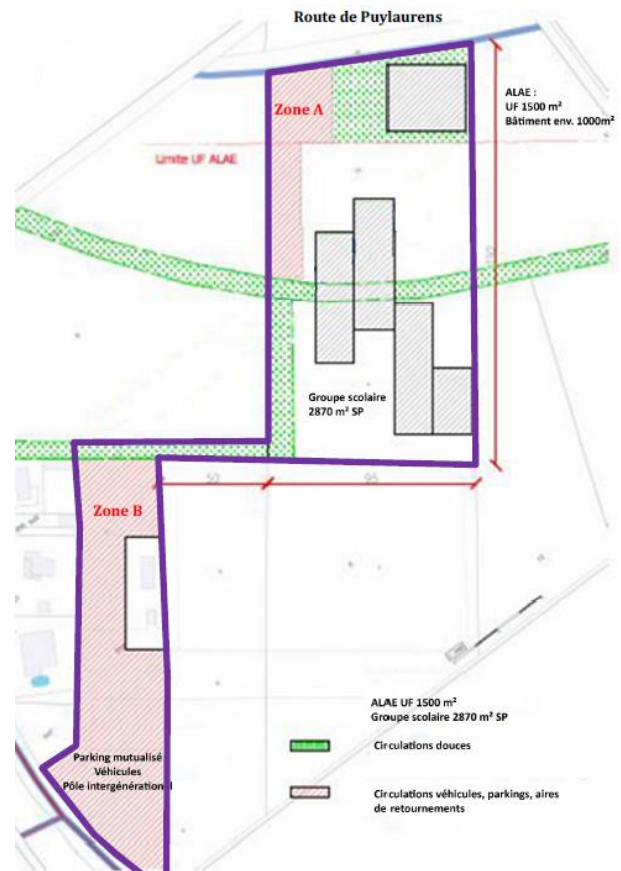 Route de Puylaurens
Zone A
ALAE :
UF 1500 m²
Bâtiment env. 1000m²
Limite UF ALAE
Groupe scolaire
2870 m² SP
50
95
Zone B
ALAE UF 1500 m²
Groupe scolaire 2870 m² SP
Circulations douces
Parking mutualisé
Véhicules
Pôle intergénérationnel
Circulations véhicules, parkings, aires
de retournements